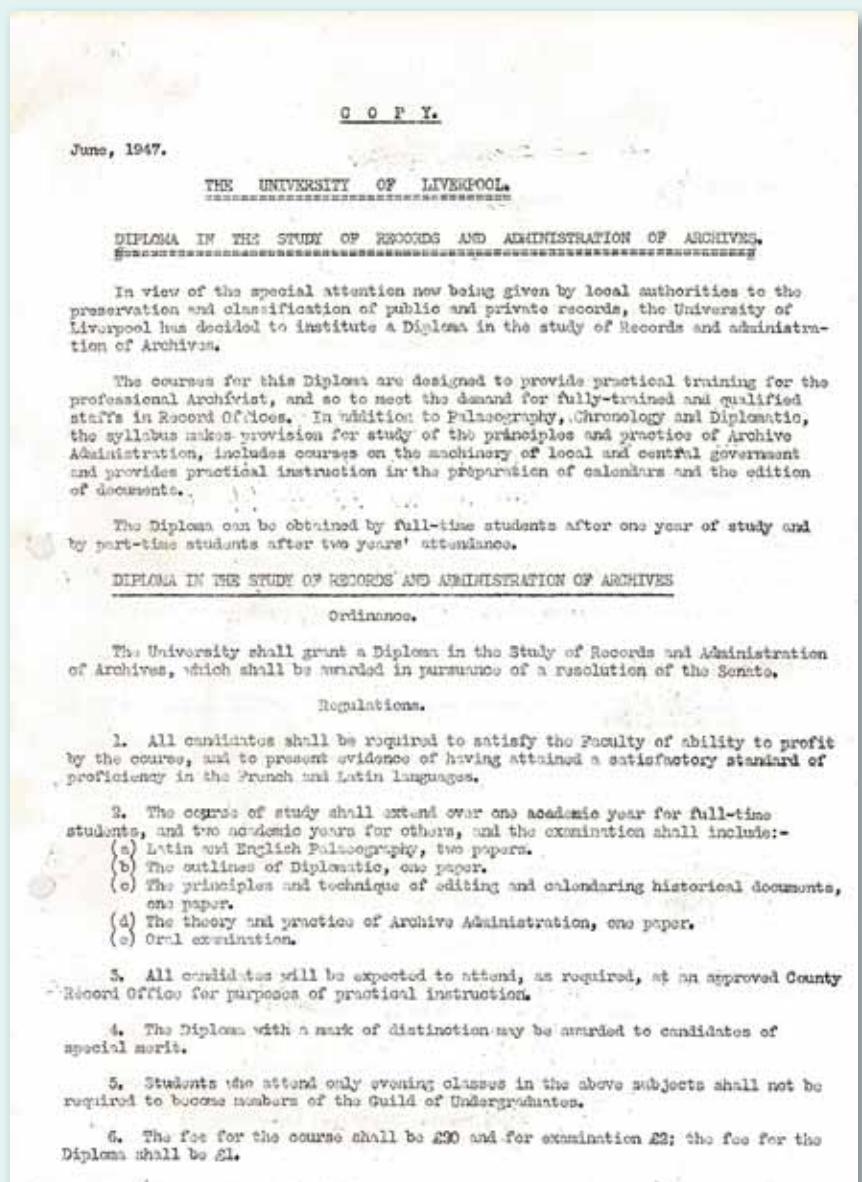 C O P Y.
June, 1947.
THE UNIVERSITY OF LIVERPOOL.
DIPLOMA IN THE STUDY OF RECORDS AND ADMINISTRATION OF ARCHIVES.
In view of the special attention now being given by local authorities to the
preservation and classification of public and private records, the University of
Liverpool has decided to institute a Diploma in the study of Records and administra-
tion of Archives.
The courses for this Diploma are designed to provide practical training for the
professional Archivist, and so to meet the demand for fully-trained and qualified
staffs in Record Offices. In addition to Palaeography, Chronology and Diplomatic,
the syllabus makes provision for study of the principles and practice of Archive
Administration, includes courses on the machinery of local and central government
and provides practical instruction in the preparation of calendars and the edition
of documents.
The Diploma can be obtained by full-time students after one year of study and
by part-time students after two years' attendance.
DIPLOMA IN THE STUDY OF RECORDS AND ADMINISTRATION OF ARCHIVES
Ordinance.
The University shall grant a Diploma in the Study of Records and Administration
of Archives, which shall be awarded in pursuance of a resolution of the Senate.
Regulations.
1. All candidates shall be required to satisfy the Faculty of ability to profit
by the course, and to present evidence of having attained a satisfactory standard of
proficiency in the French and Latin languages.
2. The course of study shall extend over one academic year for full-time
students, and two academic years for others, and the examination shall include:-
(a) Latin and English Palaeography, two papers.
(b) The outlines of Diplomatic, one paper.
(c) The principles and technique of editing and calendaring historical documents,
one paper.
(d) The theory and practice of Archive Administration, one paper.
(e) Oral examination.
3. All candidates will be expected to attend, as required, at an approved County
Record Office for purposes of practical instruction.
4. The Diploma with a mark of distinction may be awarded to candidates of
special merit.
5. Students who attend only evening classes in the above subjects shall not be
required to become members of the Guild of Undergraduates.
6. The fee for the course shall be and for examination £2; the fee for the
Diploma shall be £1.